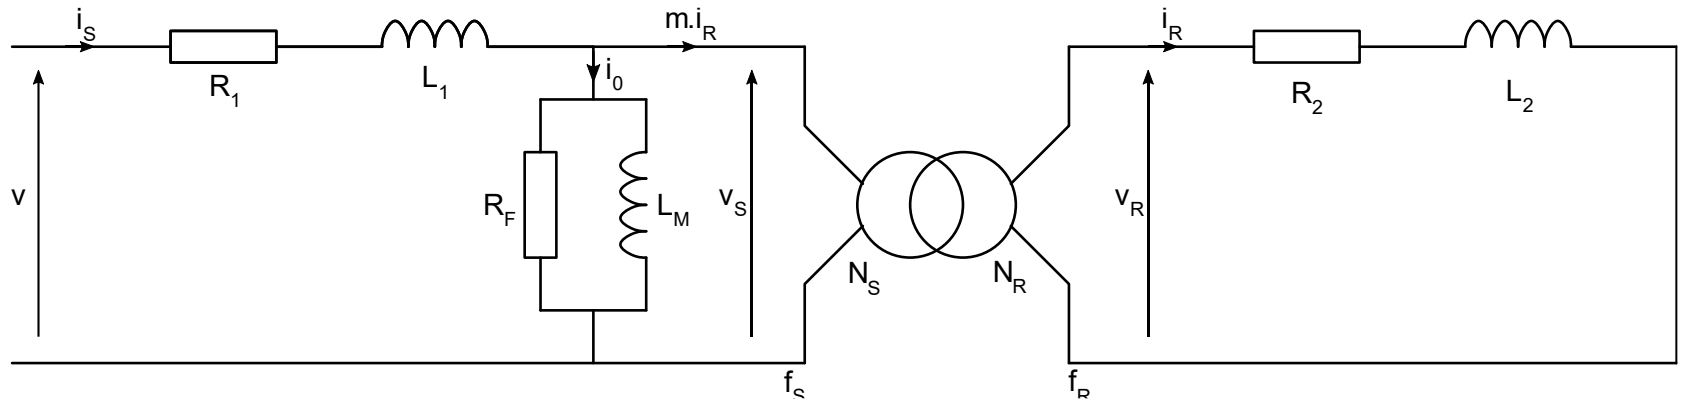 i_S
m.i_R
i_R
R_1
L_1
i_0
R_2
L_2
v
R_F
L_M
v_S
v_R
N_S
N_R
f_S
f_R